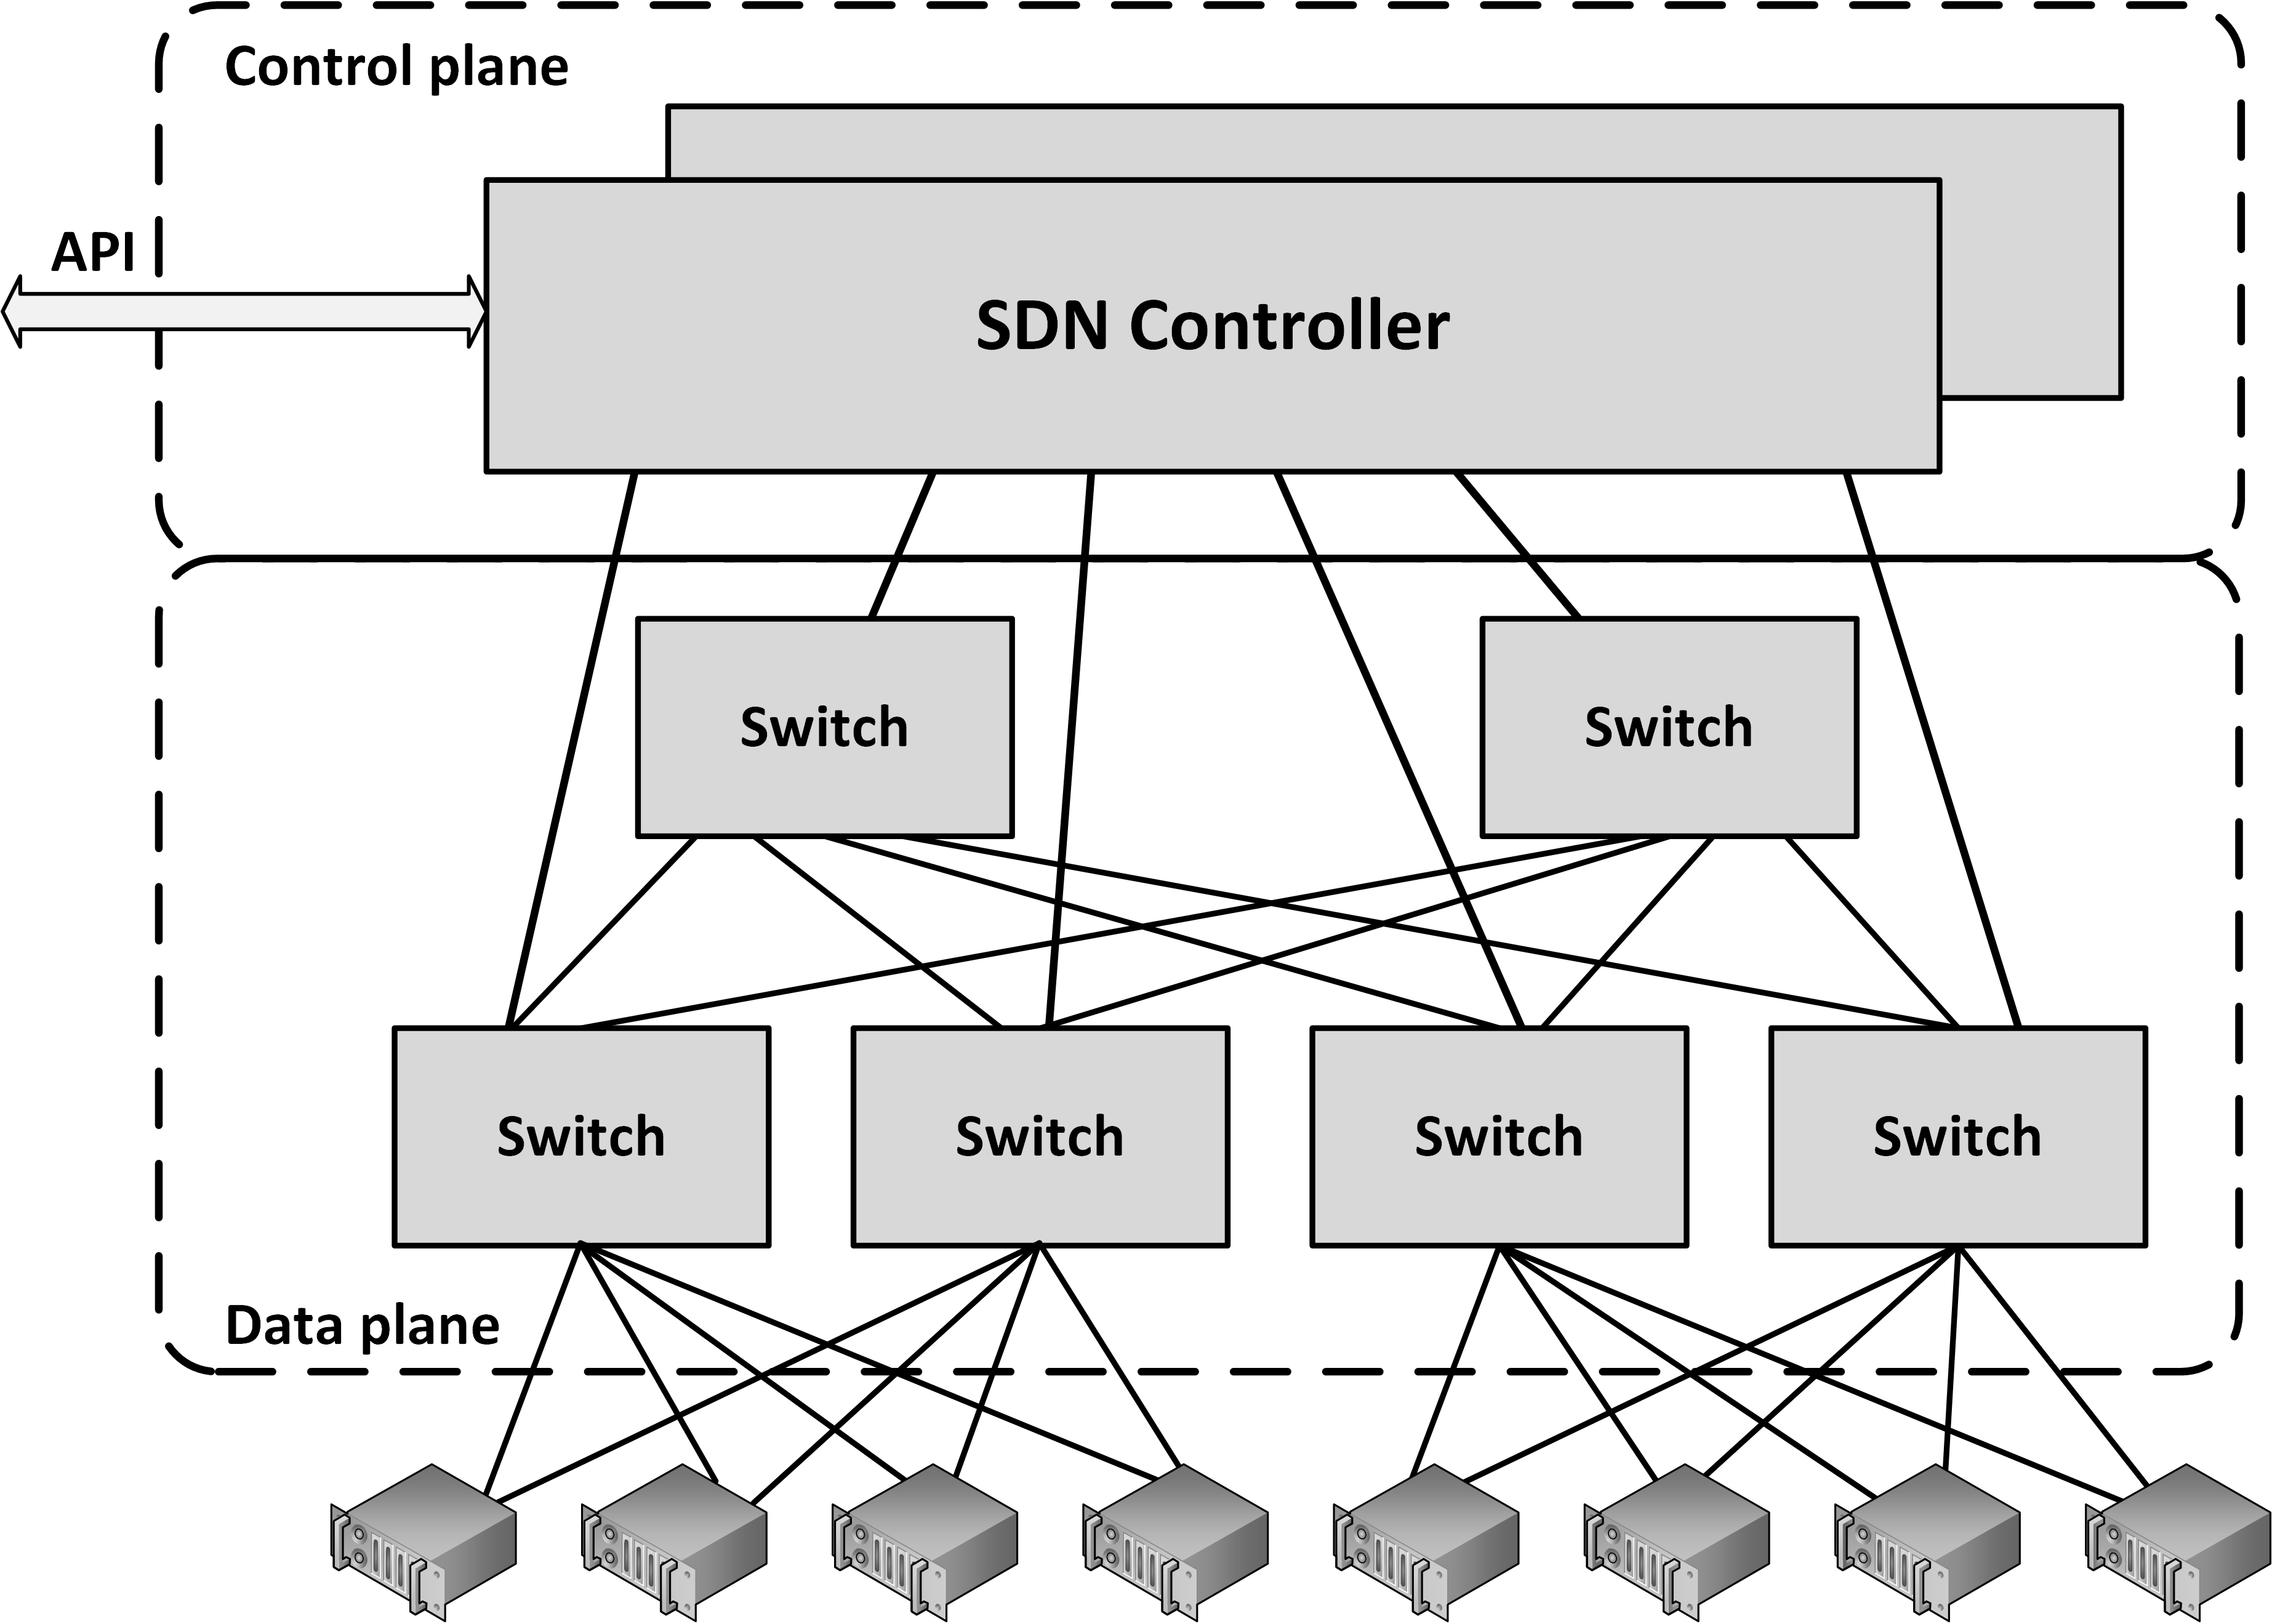 Control plane
API
SDN Controller
Switch
Switch
Switch
Switch
Switch
Switch
Data plane